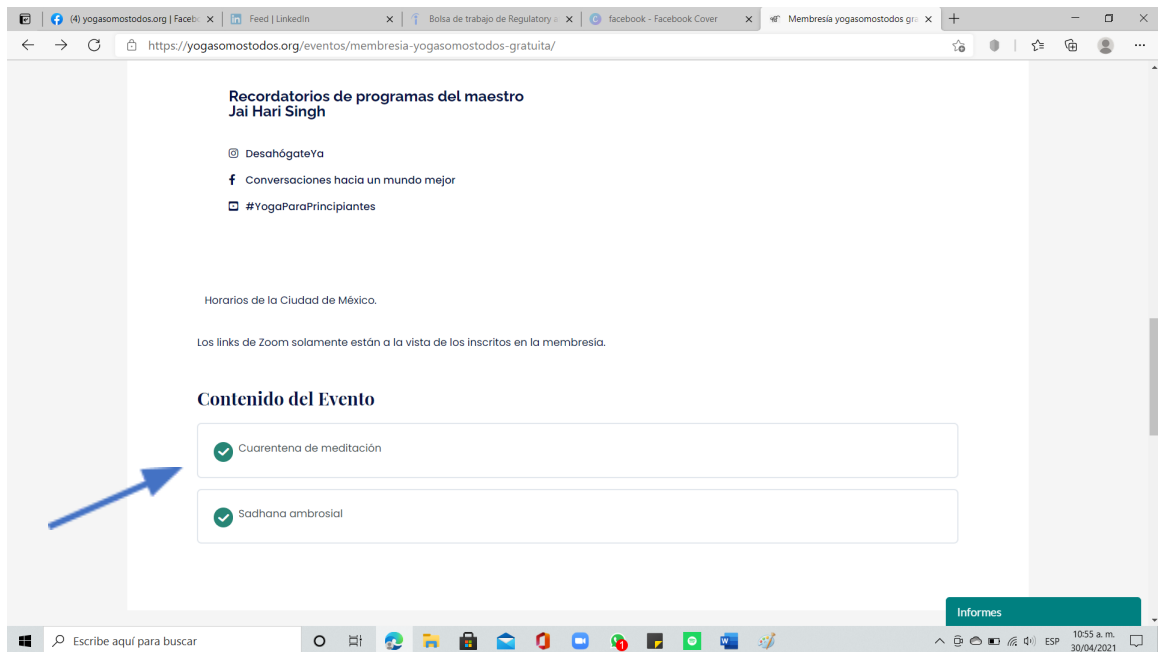 (4) yogasomostodos.org | Facebo
Feed | LinkedIn
Bolsa de trabajo de Regulatory a
facebook - Facebook Cover
Membresía yogasomostodos gra
https://yogasomostodos.org/eventos/membresia-yogasomostodos-gratuita/
Recordatorios de programas del maestro
Jai Hari Singh
DesahógateYa
Conversaciones hacia un mundo mejor
#YogaParaPrincipiantes
Horarios de la Ciudad de México.
Los links de Zoom solamente están a la vista de los inscritos en la membresía.
Contenido del Evento
Cuarentena de meditación
Sadhana ambrosial
Informes
Escribe aquí para buscar
1
ESP
10:55 a. m.
30/04/2021